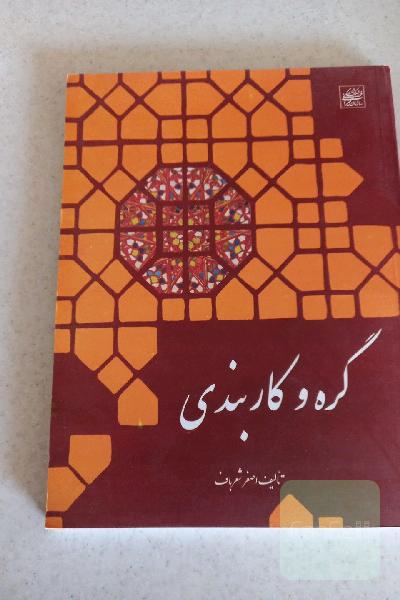 گره و کاربندی
تألیف اصغر شعرباف